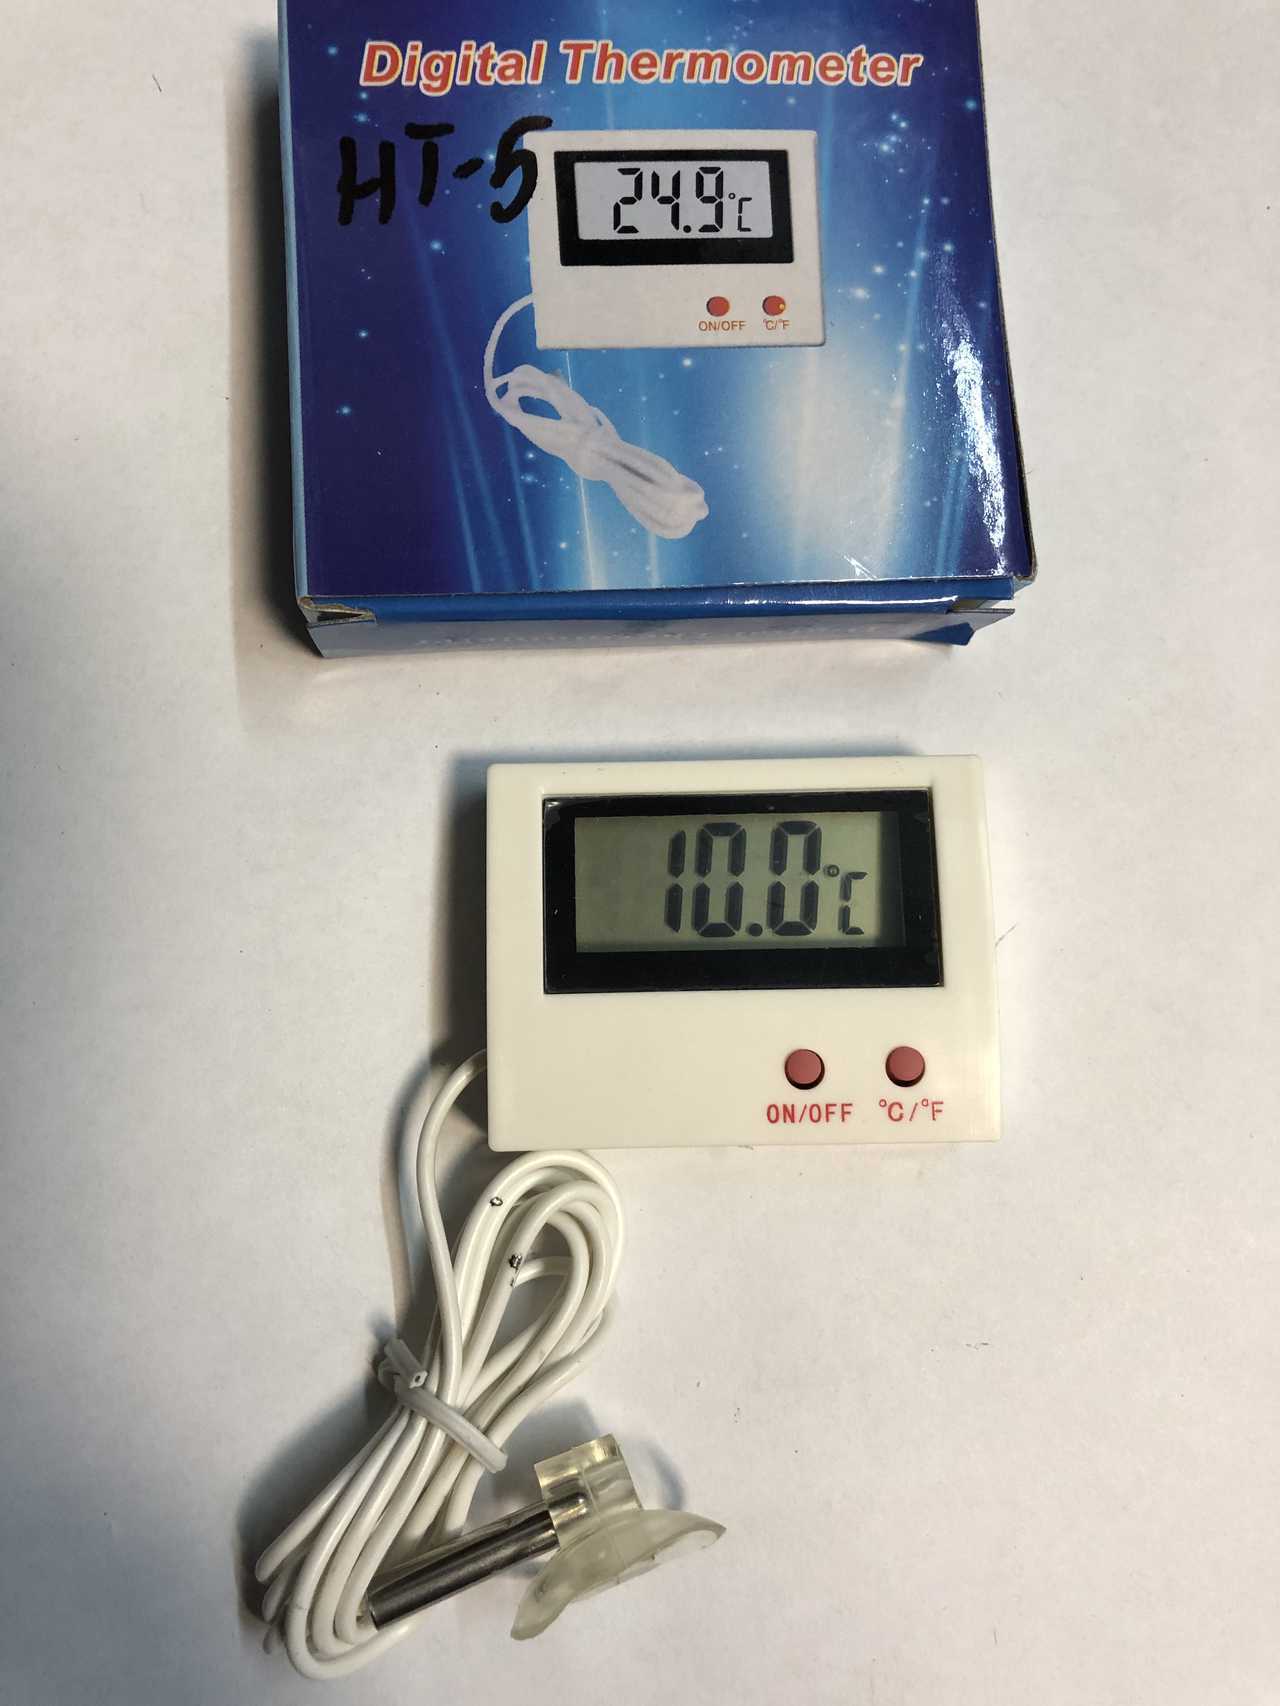 Digital Thermometer
HT-5
24.9°C
ON/OFF °C/°F
10.0°C
ON/OFF °C/°F